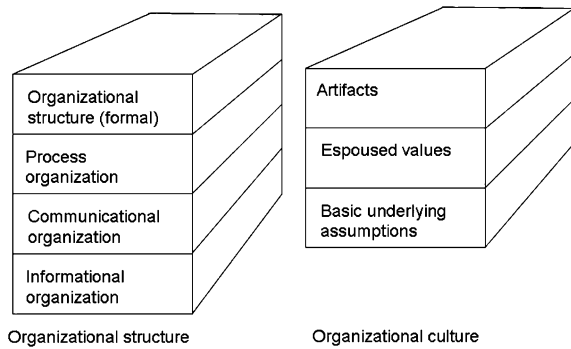 Organizational
structure (formal)
Process
organization
Communicational
organization
Informational
organization
Organizational structure
Artifacts
Espoused values
Basic underlying
assumptions
Organizational culture